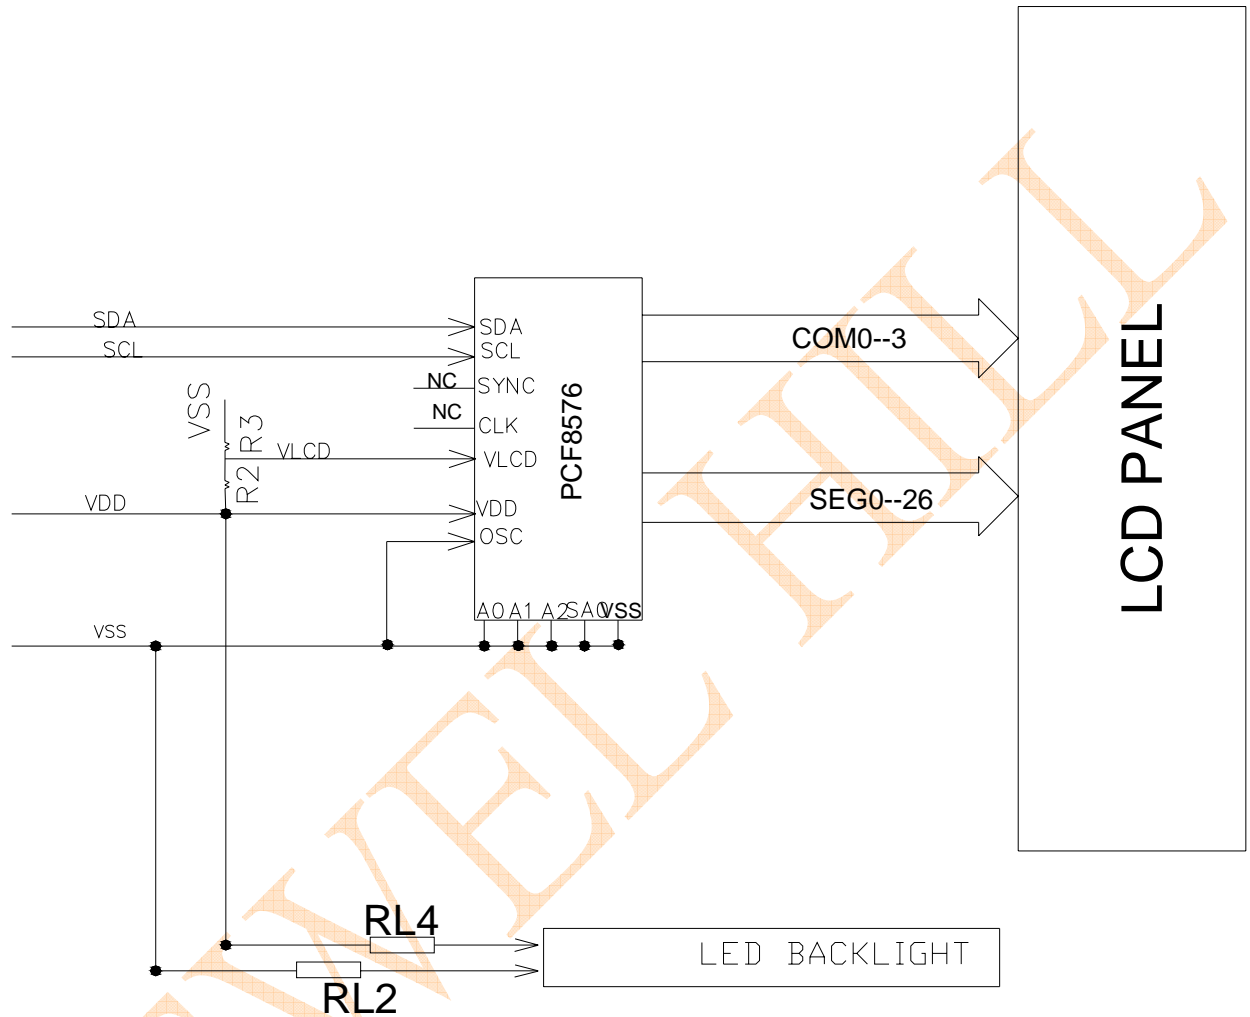 SDA
SCL
VSS
R3
R2
VLCD
VDD
VSS
NC
NC
SDA
SCL
SYNC
CLK
VLCD
VDD
OSC
A0 A1 A2 SA0 VSS
PCF8576
COM0--3
SEG0--26
LCD PANEL
RL4
RL2
LED BACKLIGHT
WEL HILL